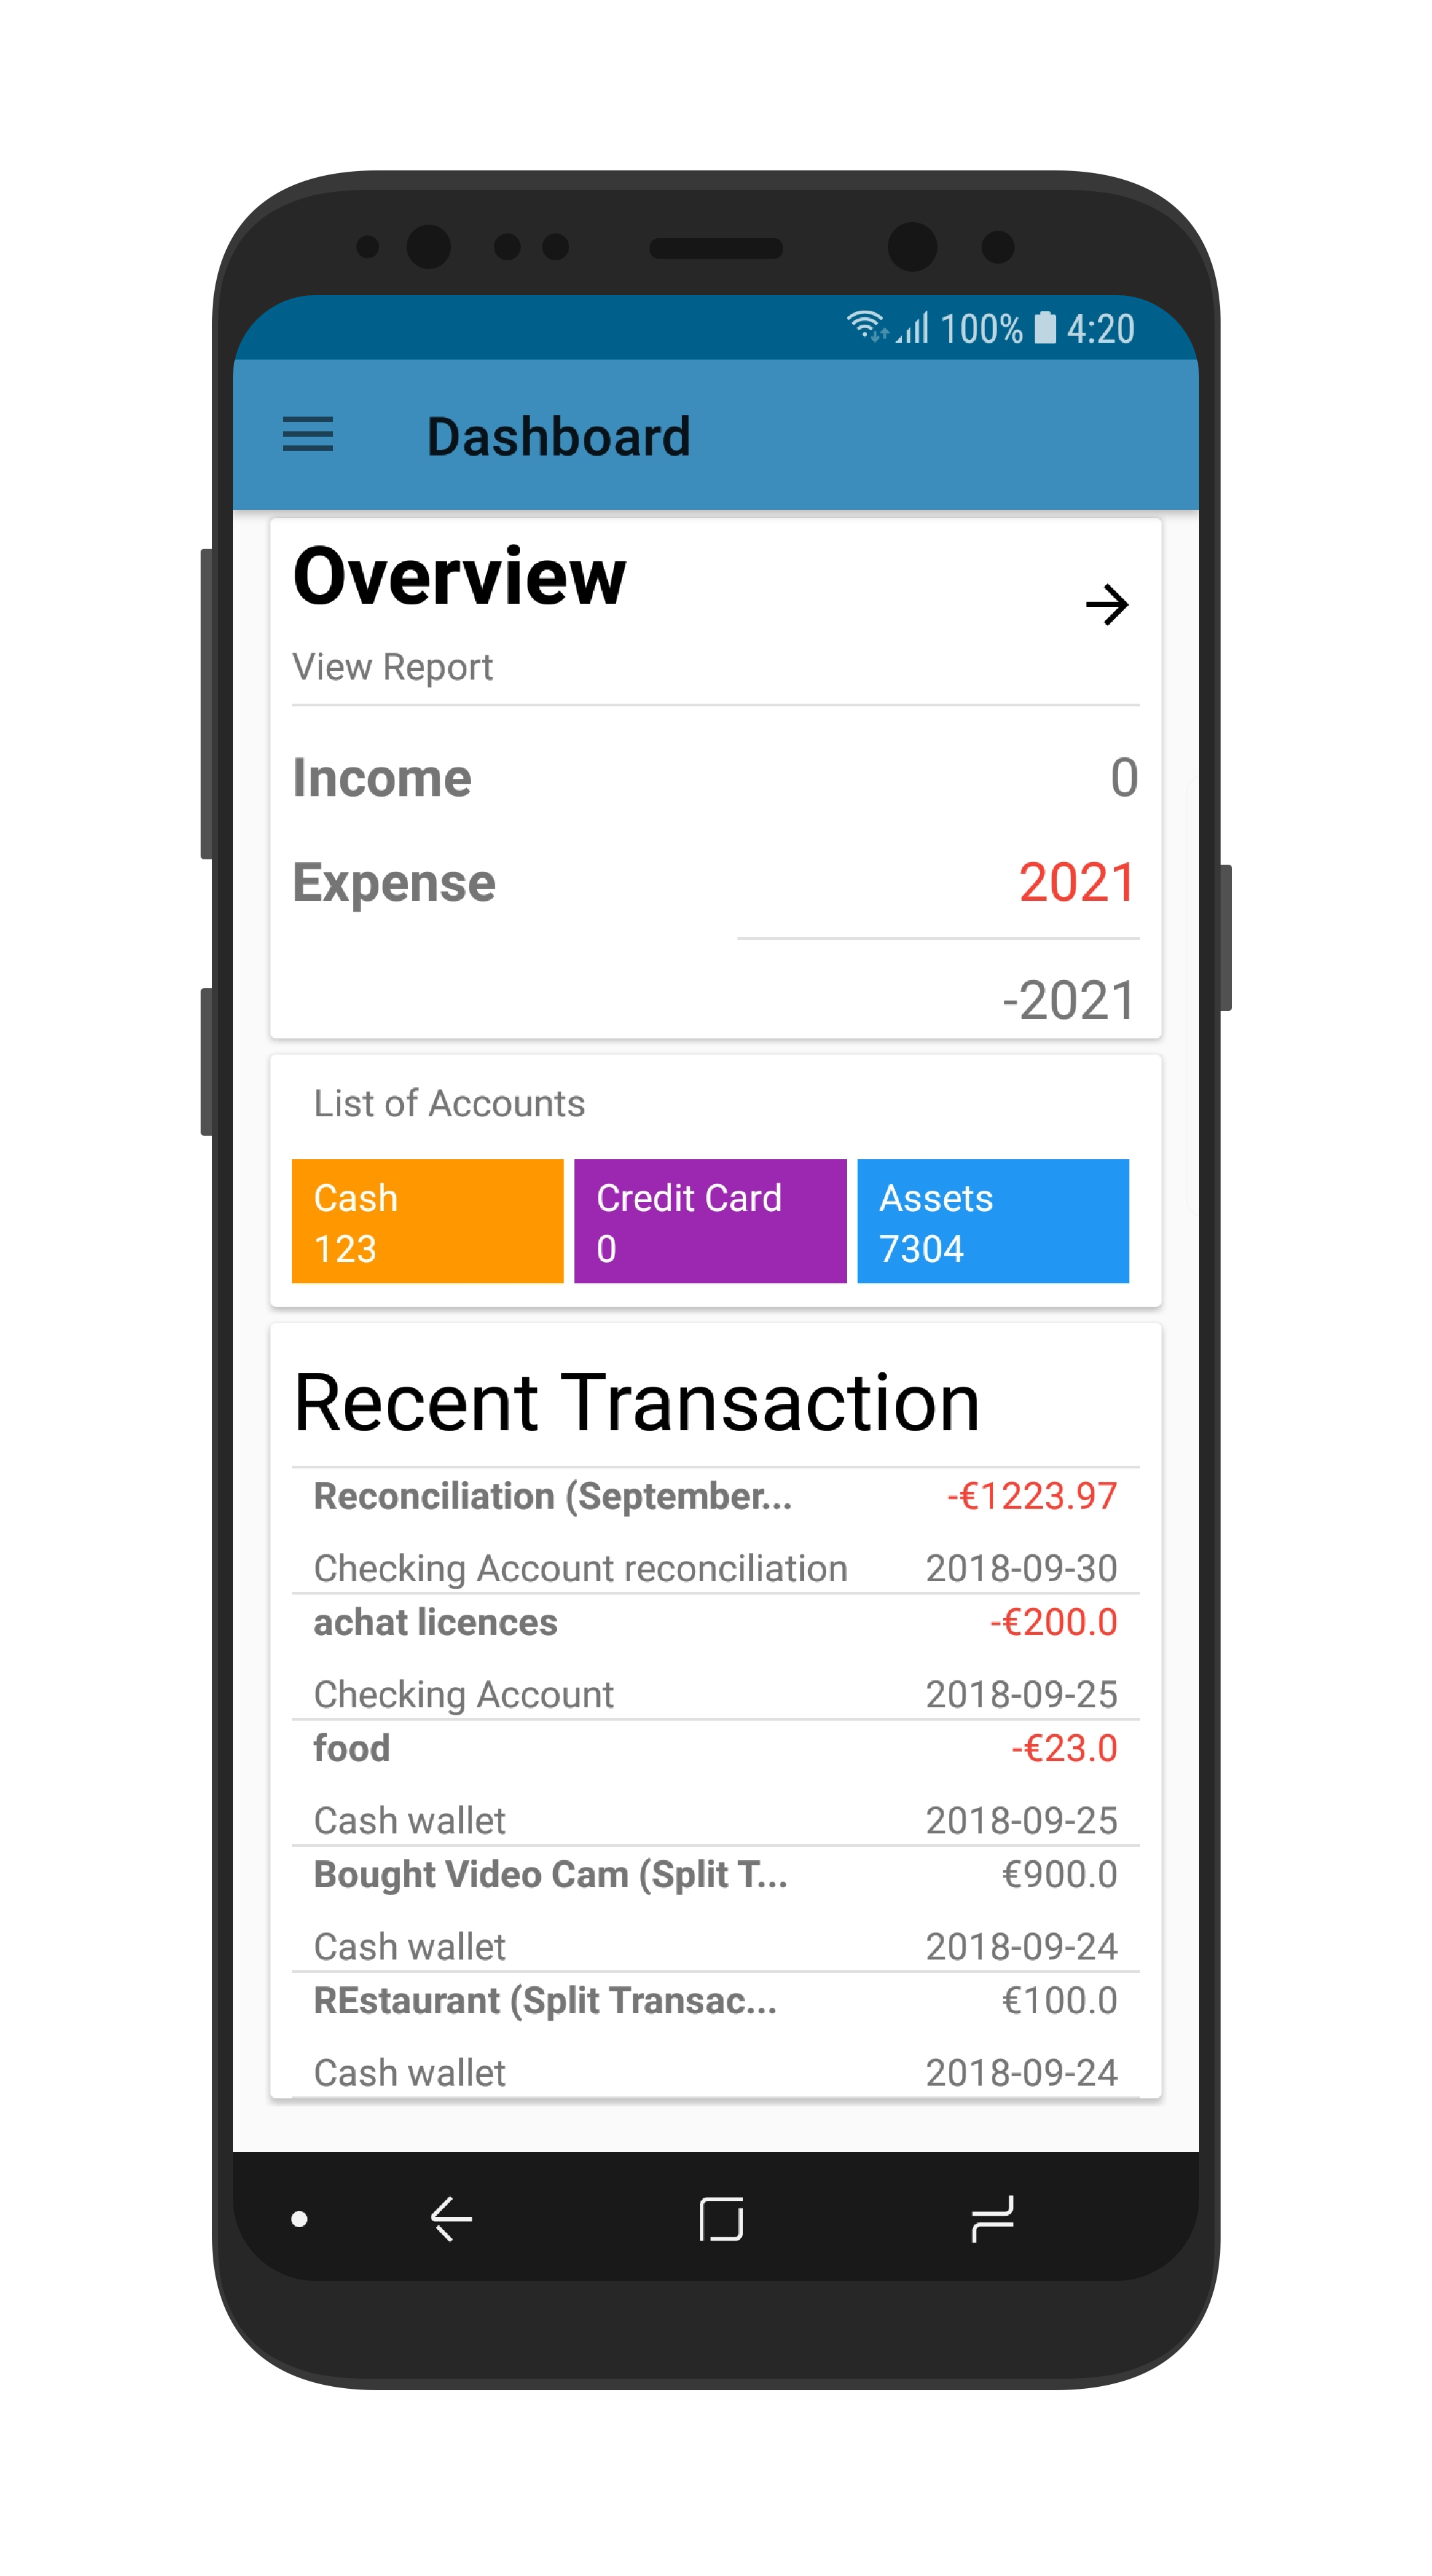 100% 4:20
Dashboard
Overview
View Report
Income 0
Expense 2021
-2021
List of Accounts
Cash Credit Card Assets
123 0 7304
Recent Transaction
Reconciliation (September... -€1223.97
Checking Account reconciliation 2018-09-30
achat licences -€200.0
Checking Account 2018-09-25
food -€23.0
Cash wallet 2018-09-25
Bought Video Cam (Split T... €900.0
Cash wallet 2018-09-24
REstaurant (Split Transac... €100.0
Cash wallet 2018-09-24